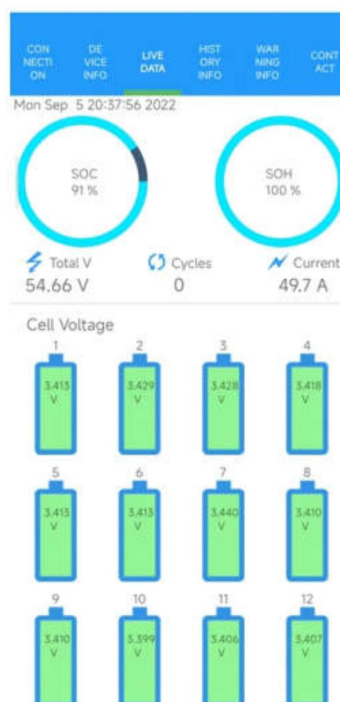 CON NECTI ON
DE VICE INFO
LIVE DATA
HIST ORY INFO
WAR NING INFO
CONT ACT
Mon Sep 5 20:37:56 2022
SOC
91 %
SOH
100 %
Total V Cycles Current
54.66 V 0 49.7 A
Cell Voltage
1 2 3 4
3.413 V 3.429 V 3.428 V 3.418 V
5 6 7 8
3.413 V 3.413 V 3.440 V 3.410 V
9 10 11 12
3.410 V 3.399 V 3.406 V 3.407 V